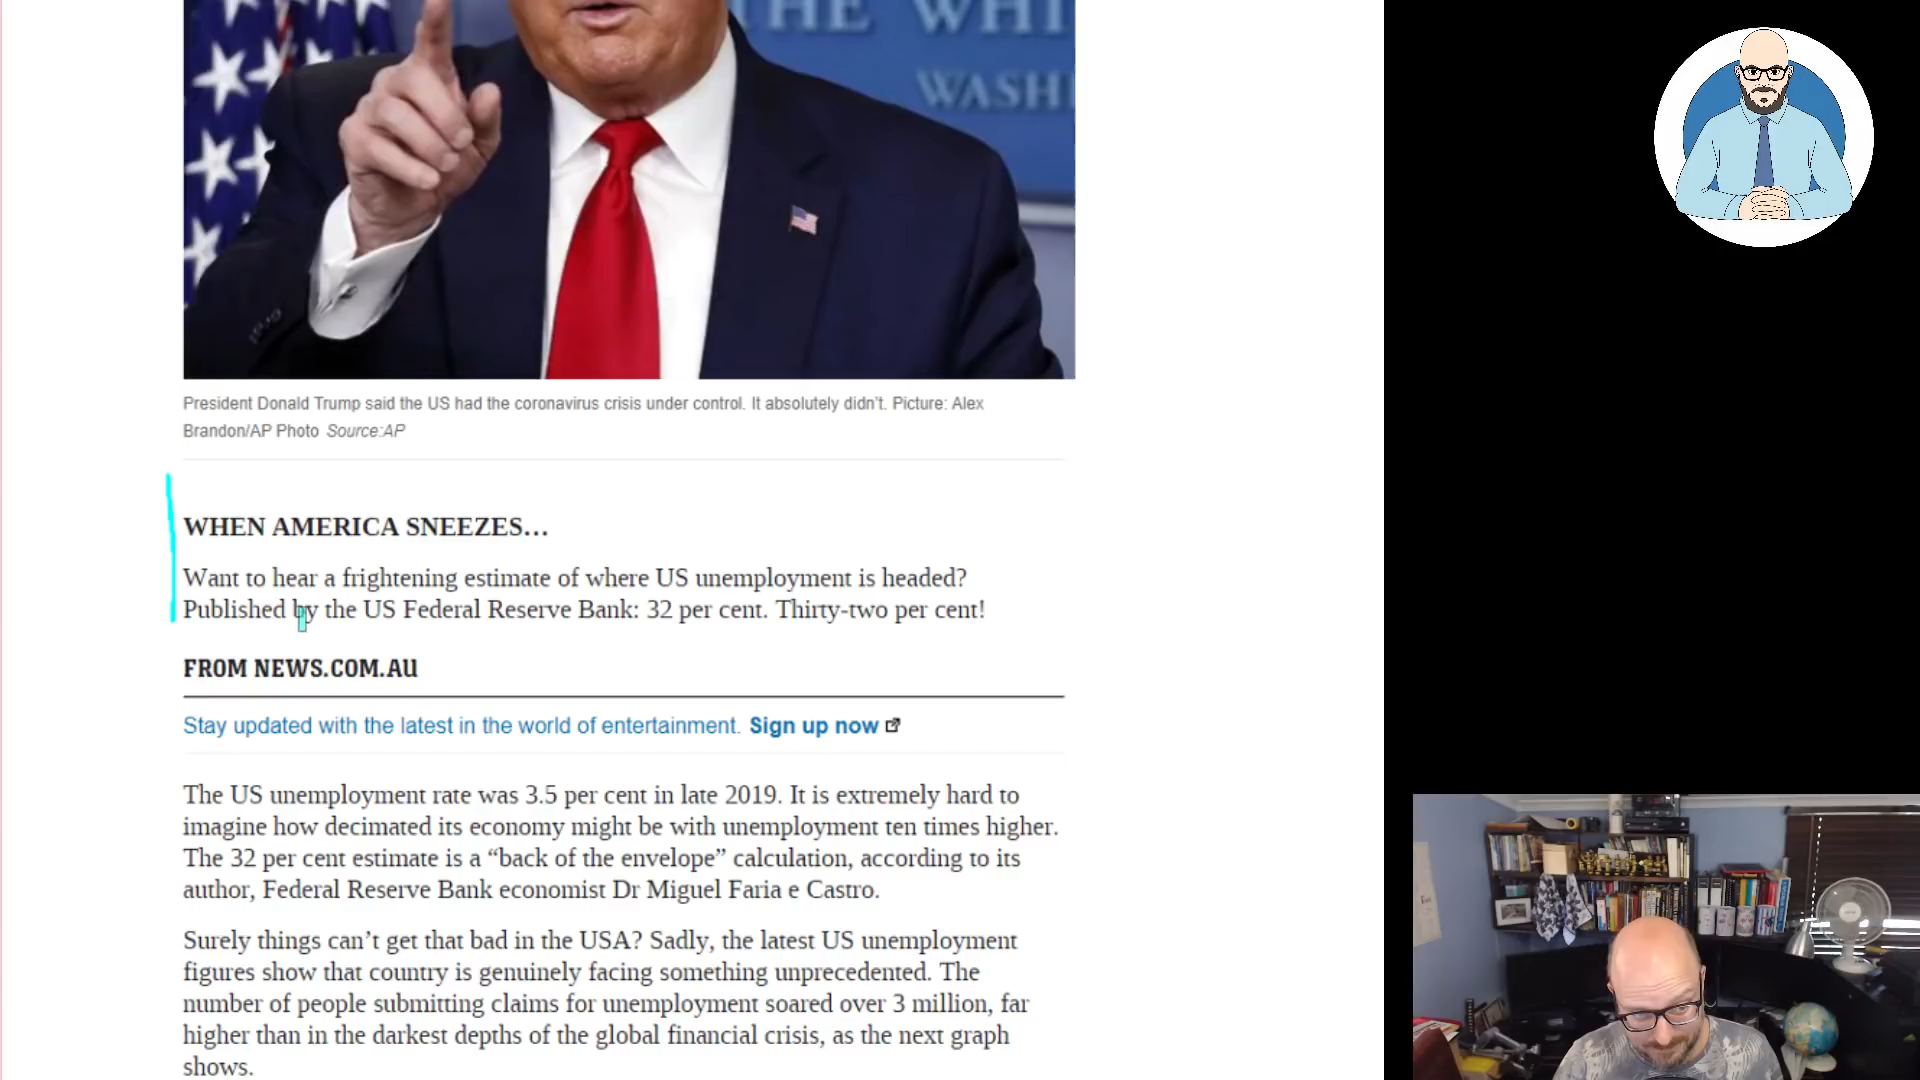 THE WHI
WASHI
President Donald Trump said the US had the coronavirus crisis under control. It absolutely didn't. Picture: Alex
Brandon/AP Photo Source:AP
WHEN AMERICA SNEEZES…
Want to hear a frightening estimate of where US unemployment is headed?
Published by the US Federal Reserve Bank: 32 per cent. Thirty-two per cent!
FROM NEWS.COM.AU
Stay updated with the latest in the world of entertainment. Sign up now
The US unemployment rate was 3.5 per cent in late 2019. It is extremely hard to
imagine how decimated its economy might be with unemployment ten times higher.
The 32 per cent estimate is a “back of the envelope” calculation, according to its
author, Federal Reserve Bank economist Dr Miguel Faria e Castro.
Surely things can’t get that bad in the USA? Sadly, the latest US unemployment
figures show that country is genuinely facing something unprecedented. The
number of people submitting claims for unemployment soared over 3 million, far
higher than in the darkest depths of the global financial crisis, as the next graph
shows.